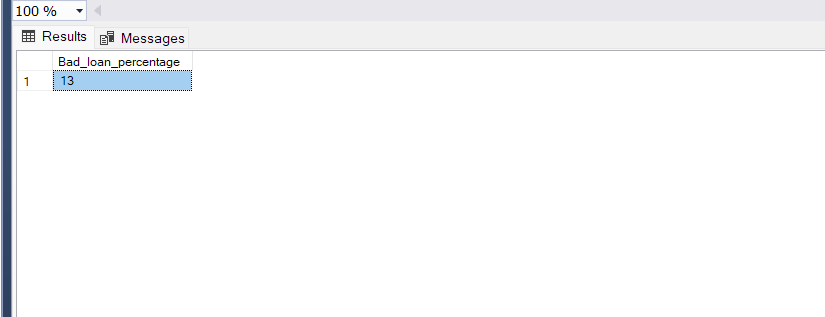 100 %
Results Messages
Bad_loan_percentage
1 13